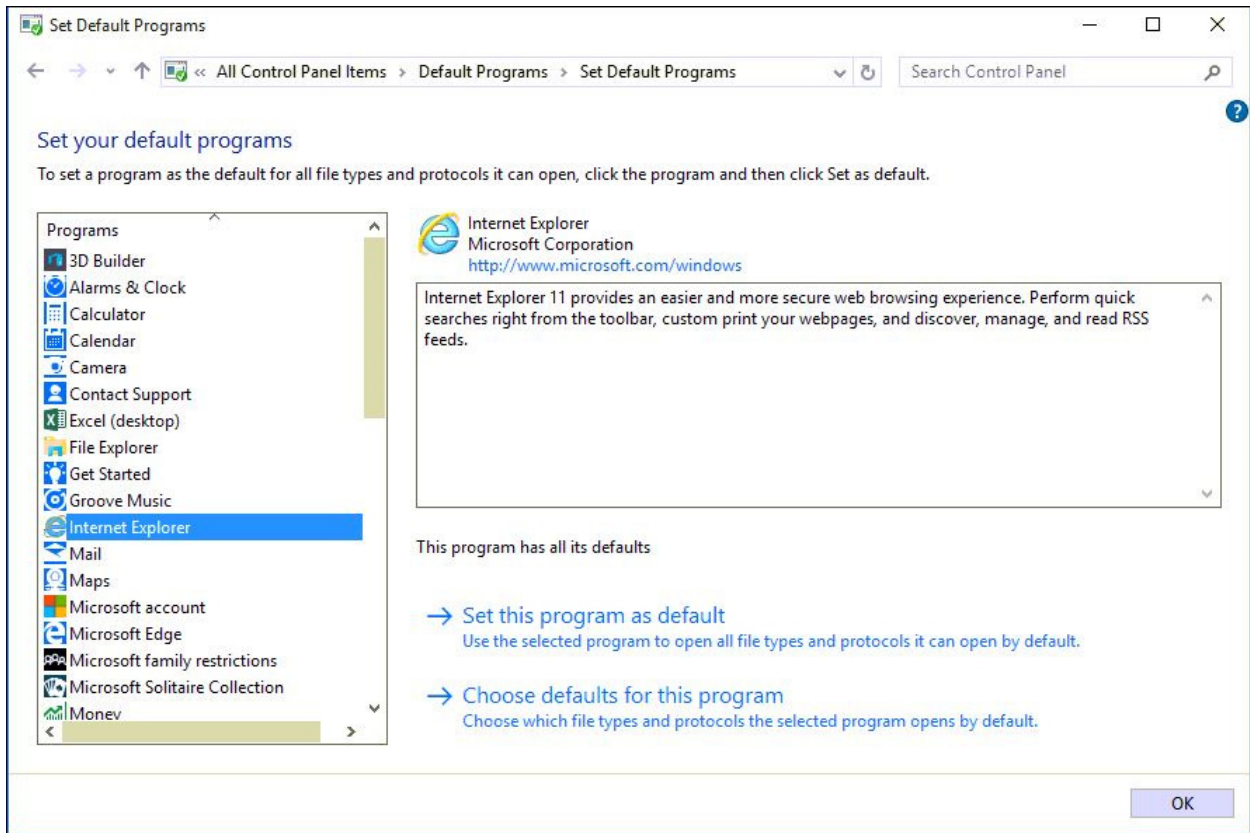 Set Default Programs
« All Control Panel Items > Default Programs > Set Default Programs
Search Control Panel
?
Set your default programs
To set a program as the default for all file types and protocols it can open, click the program and then click Set as default.
Programs
3D Builder
Alarms & Clock
Calculator
Calendar
Camera
Contact Support
Excel (desktop)
File Explorer
Get Started
Groove Music
Internet Explorer
Mail
Maps
Microsoft account
Microsoft Edge
Microsoft family restrictions
Microsoft Solitaire Collection
Money
Internet Explorer
Microsoft Corporation
http://www.microsoft.com/windows
Internet Explorer 11 provides an easier and more secure web browsing experience. Perform quick
searches right from the toolbar, custom print your webpages, and discover, manage, and read RSS
feeds.
This program has all its defaults
Set this program as default
Use the selected program to open all file types and protocols it can open by default.
Choose defaults for this program
Choose which file types and protocols the selected program opens by default.
OK